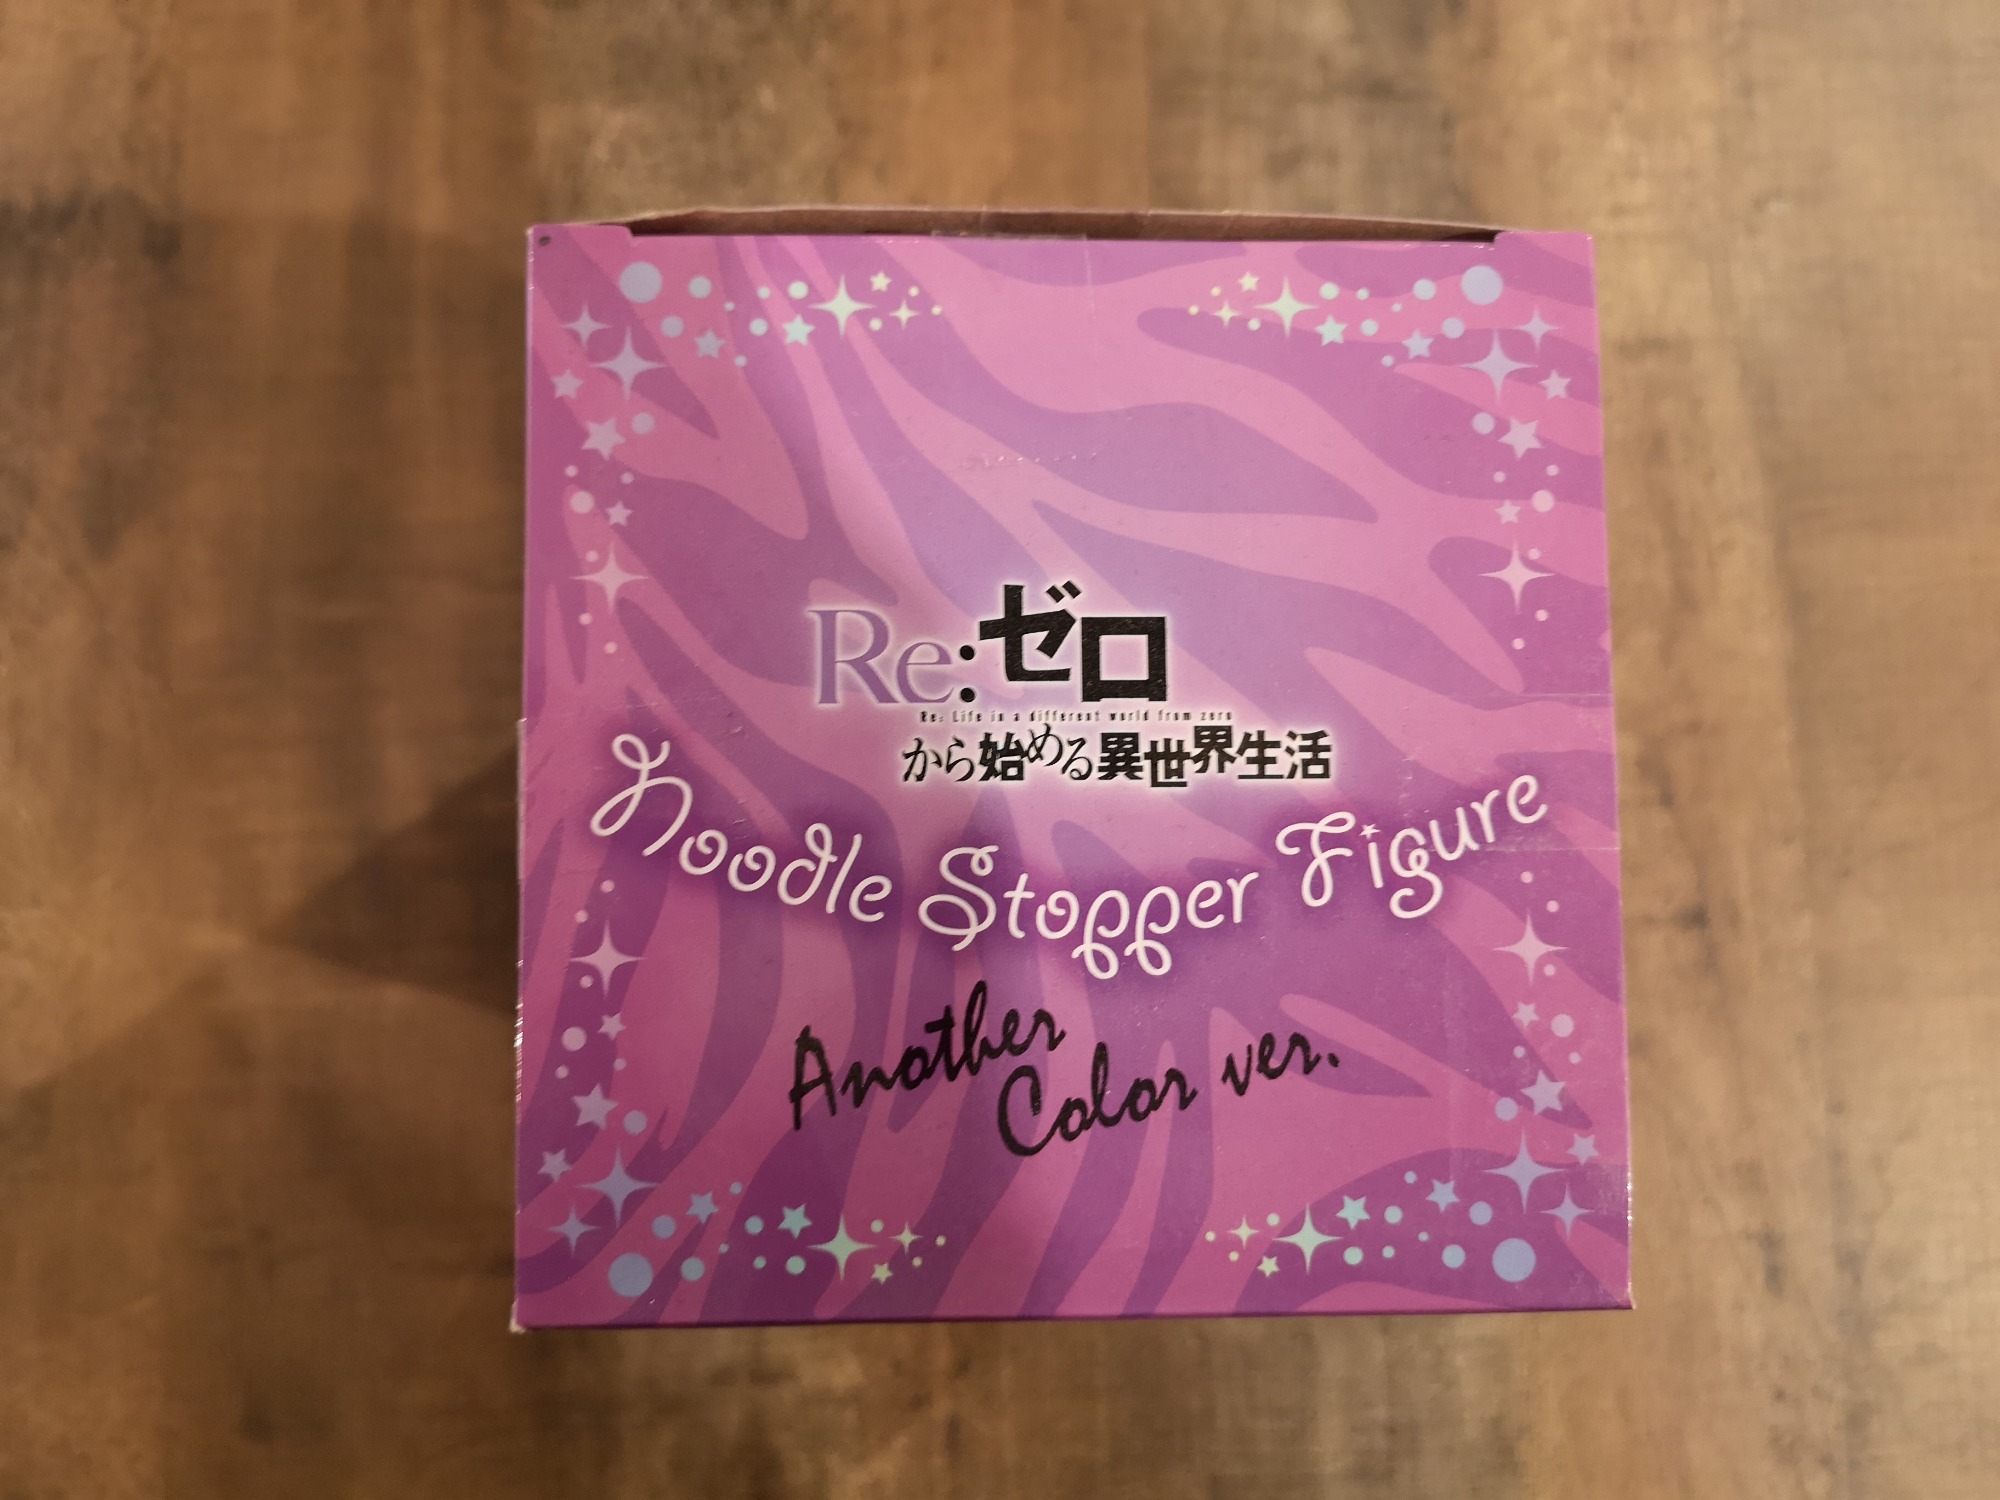 Re:ゼロ
Re: Life in a different world from zero
から始める異世界生活
Noodle Stopper Figure
Another
Color ver.